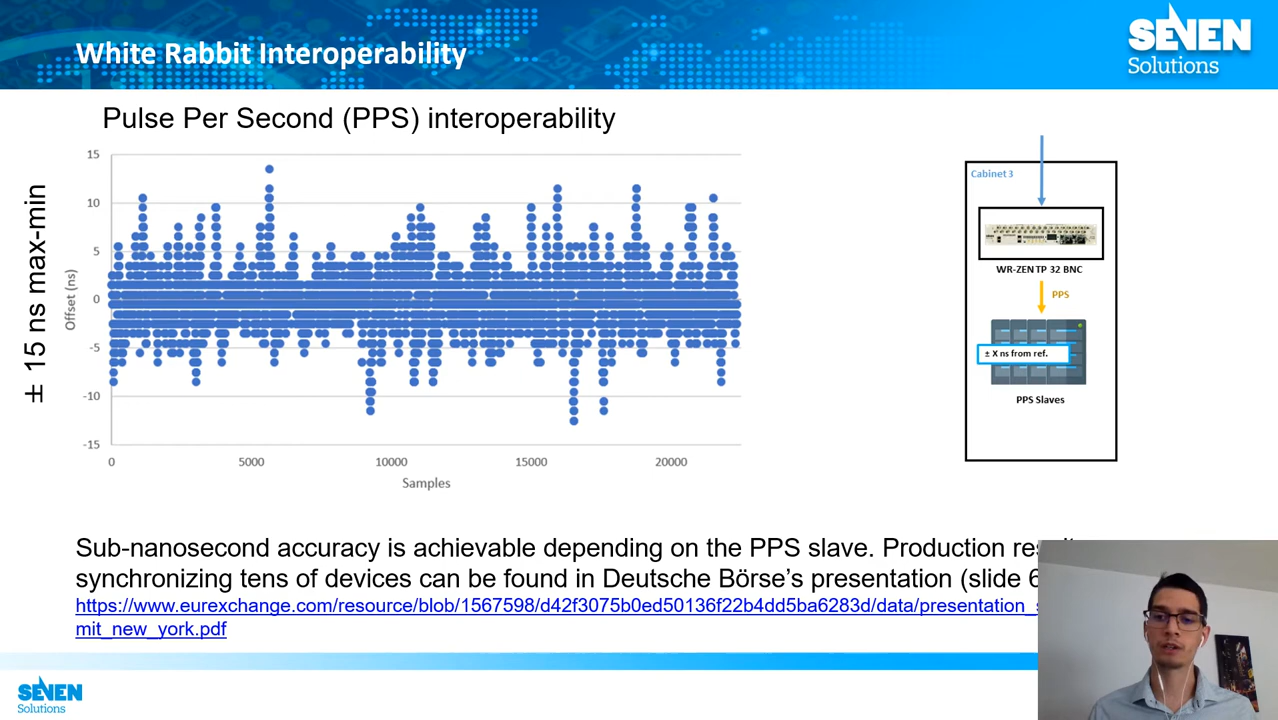 White Rabbit Interoperability
SEVEN
Solutions
Pulse Per Second (PPS) interoperability
± 15 ns max-min
Offset (ns)
15
10
5
0
-5
-10
-15
0 5000 10000 15000 20000
Samples
Cabinet 3
WR-ZEN TP 32 BNC
PPS
± X ns from ref.
PPS Slaves
Sub-nanosecond accuracy is achievable depending on the PPS slave. Production
synchronizing tens of devices can be found in Deutsche Börse’s presentation (slide 6
https://www.eurexchange.com/resource/blob/1567598/d42f3075b0ed50136f22b4dd5ba6283d/data/presentation_
mit_new_york.pdf
SEVEN
Solutions